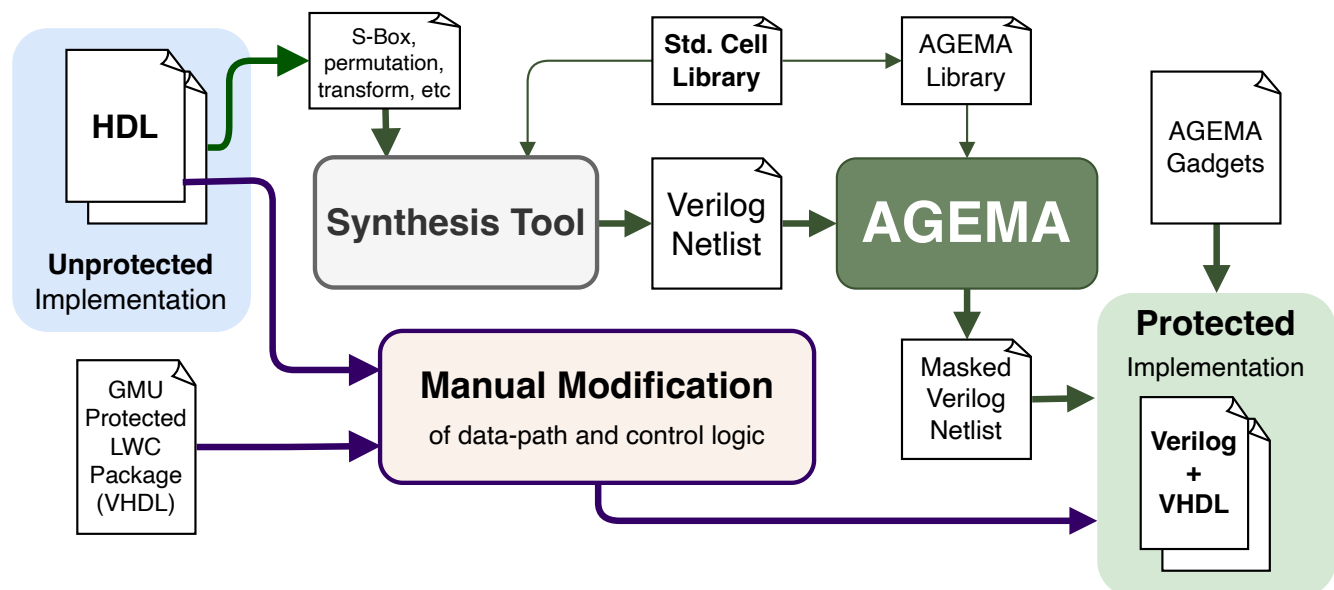 S-Box,
permutation,
transform, etc
Std. Cell
Library
AGEMA
Library
HDL
AGEMA
Gadgets
Unprotected
Implementation
Synthesis Tool
Verilog
Netlist
AGEMA
GMU
Protected
LWC
Package
(VHDL)
Manual Modification
of data-path and control logic
Masked
Verilog
Netlist
Protected
Implementation
Verilog
+
VHDL